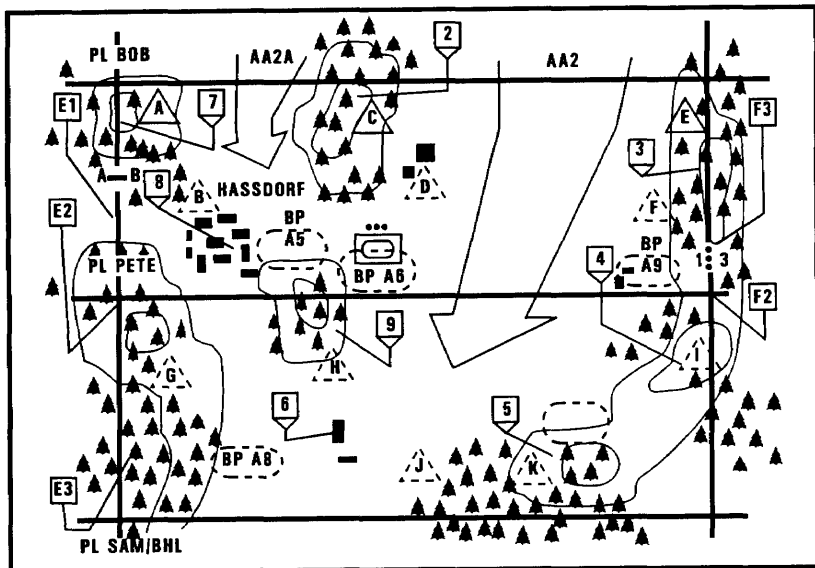 2
PL BOB
AA2A
AA2
E1
A
7
C
E
F3
3
A B
8
HASSDORF
B
D
F
E2
BP
A5
BP
A9
4
1 3
PL PETE
BP A6
F2
9
G
H
I
6
5
BP A8
J
K
E3
PL SAM/BHL